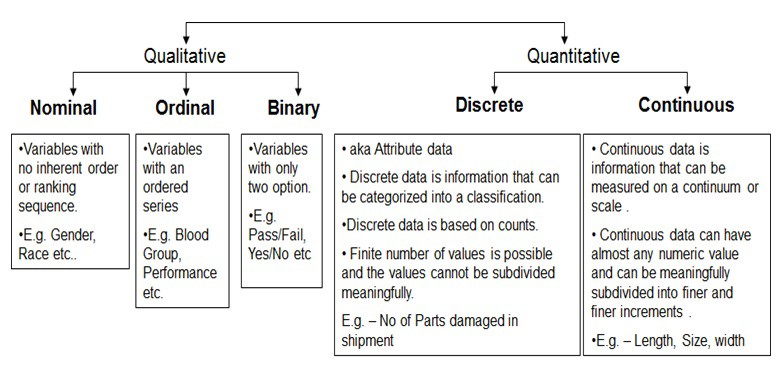 Qualitative
Quantitative
Nominal
Ordinal
Binary
Discrete
Continuous
•Variables with
no inherent order
or ranking
sequence.
•E.g. Gender,
Race etc..
•Variables
with an
ordered
series
•E.g. Blood
Group,
Performance
etc.
•Variables
with only
two option.
•E.g.
Pass/Fail,
Yes/No etc
• aka Attribute data
• Discrete data is information that can
be categorized into a classification.
•Discrete data is based on counts.
• Finite number of values is possible
and the values cannot be subdivided
meaningfully.
E.g. – No of Parts damaged in
shipment
• Continuous data is
information that can be
measured on a continuum or
scale .
• Continuous data can have
almost any numeric value
and can be meaningfully
subdivided into finer and
finer increments .
•E.g. – Length, Size, width